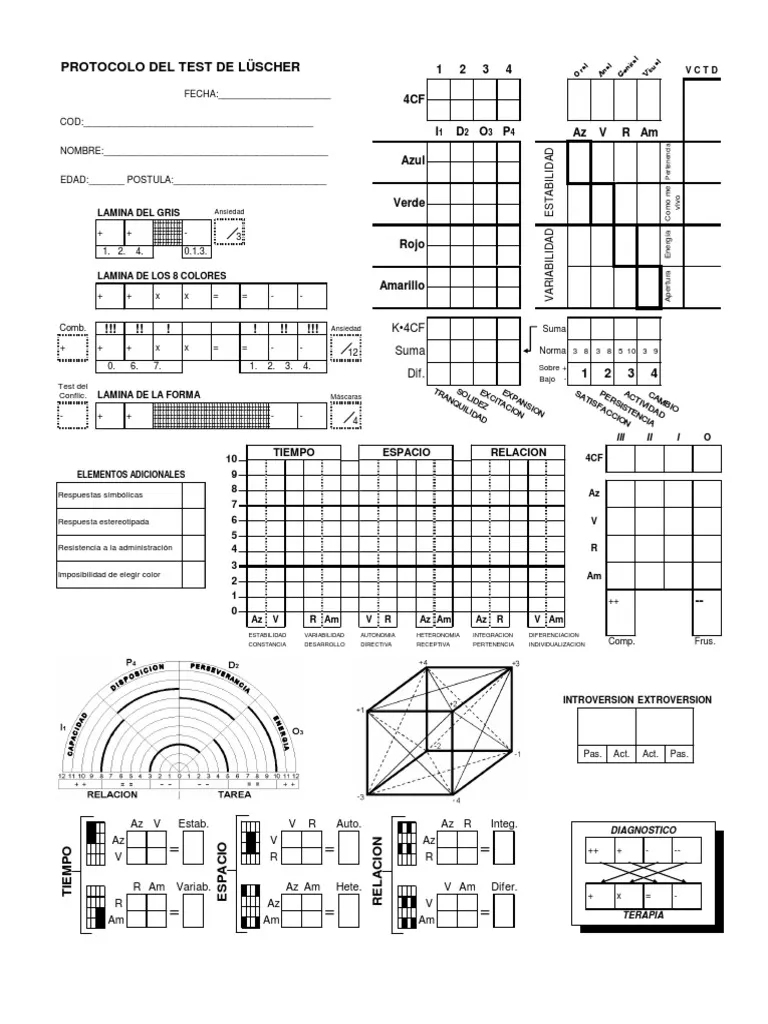 PROTOCOLO DEL TEST DE LÜSCHER
FECHA:____________________
COD:____________________
NOMBRE:____________________
EDAD:______ POSTULA:____________________
1 2 3 4
4CF
I1 D2 O3 P4
Azul
Verde
Rojo
Amarillo
K•4CF
Suma
Dif.
TRANQUILIDAD
SOLIDEZ
EXCITACION
EXPANSION
Oral Anal Genital Visual
V C T D
Az V R Am
ESTABILIDAD
VARIABILIDAD
Pertenencia
Como me vivo
Energía
Apertura
Suma
Norma 3 8 3 8 5 10 3 9
Sobre +
Bajo -
1 2 3 4
SATISFACCION
PERSISTENCIA
ACTIVIDAD
CAMBIO
LAMINA DEL GRIS
Ansiedad
+ + - /3
1. 2. 4. 0.1.3.
LAMINA DE LOS 8 COLORES
+ + x x = = - -
Comb. !!! !! ! ! !! !!! Ansiedad
+ + + x x = = - - /12
0. 6. 7. 1. 2. 3. 4.
Test del
Conflic.
LAMINA DE LA FORMA
Máscaras
- + + - - /4
ELEMENTOS ADICIONALES
Respuestas simbólicas
Respuesta estereotipada
Resistencia a la administración
Imposibilidad de elegir color
TIEMPO ESPACIO RELACION
10
9
8
7
6
5
4
3
2
1
0
Az V R Am V R Az Am Az R V Am
ESTABILIDAD VARIABILIDAD AUTONOMIA HETERONOMIA INTEGRACION DIFERENCIACION
CONSTANCIA DESARROLLO DIRECTIVA RECEPTIVA PERTENENCIA INDIVIDUALIZACION
III II I O
4CF
Az
V
R
Am
++ --
Comp. Frus.
P4 D2
I1 O3
CAPACIDAD
DISPOSICION
PERSEVERANCIA
ENERGIA
12 11 10 9 8 7 6 5 4 3 2 1 0 1 2 3 4 5 6 7 8 9 10 11 12
+ + = = - - - - = = + +
RELACION TAREA
+4 +3
+1 +2
-2 -1
-3 -4
INTROVERSION EXTROVERSION
Pas. Act. Act. Pas.
TIEMPO
Az V Estab.
Az
V
=
R Am Variab.
R
Am
=
ESPACIO
V R Auto.
V
R
=
Az Am Hete.
Az
Am
=
RELACION
Az R Integ.
Az
R
=
V Am Difer.
V
Am
=
DIAGNOSTICO
++ + - --
+ x = -
TERAPIA